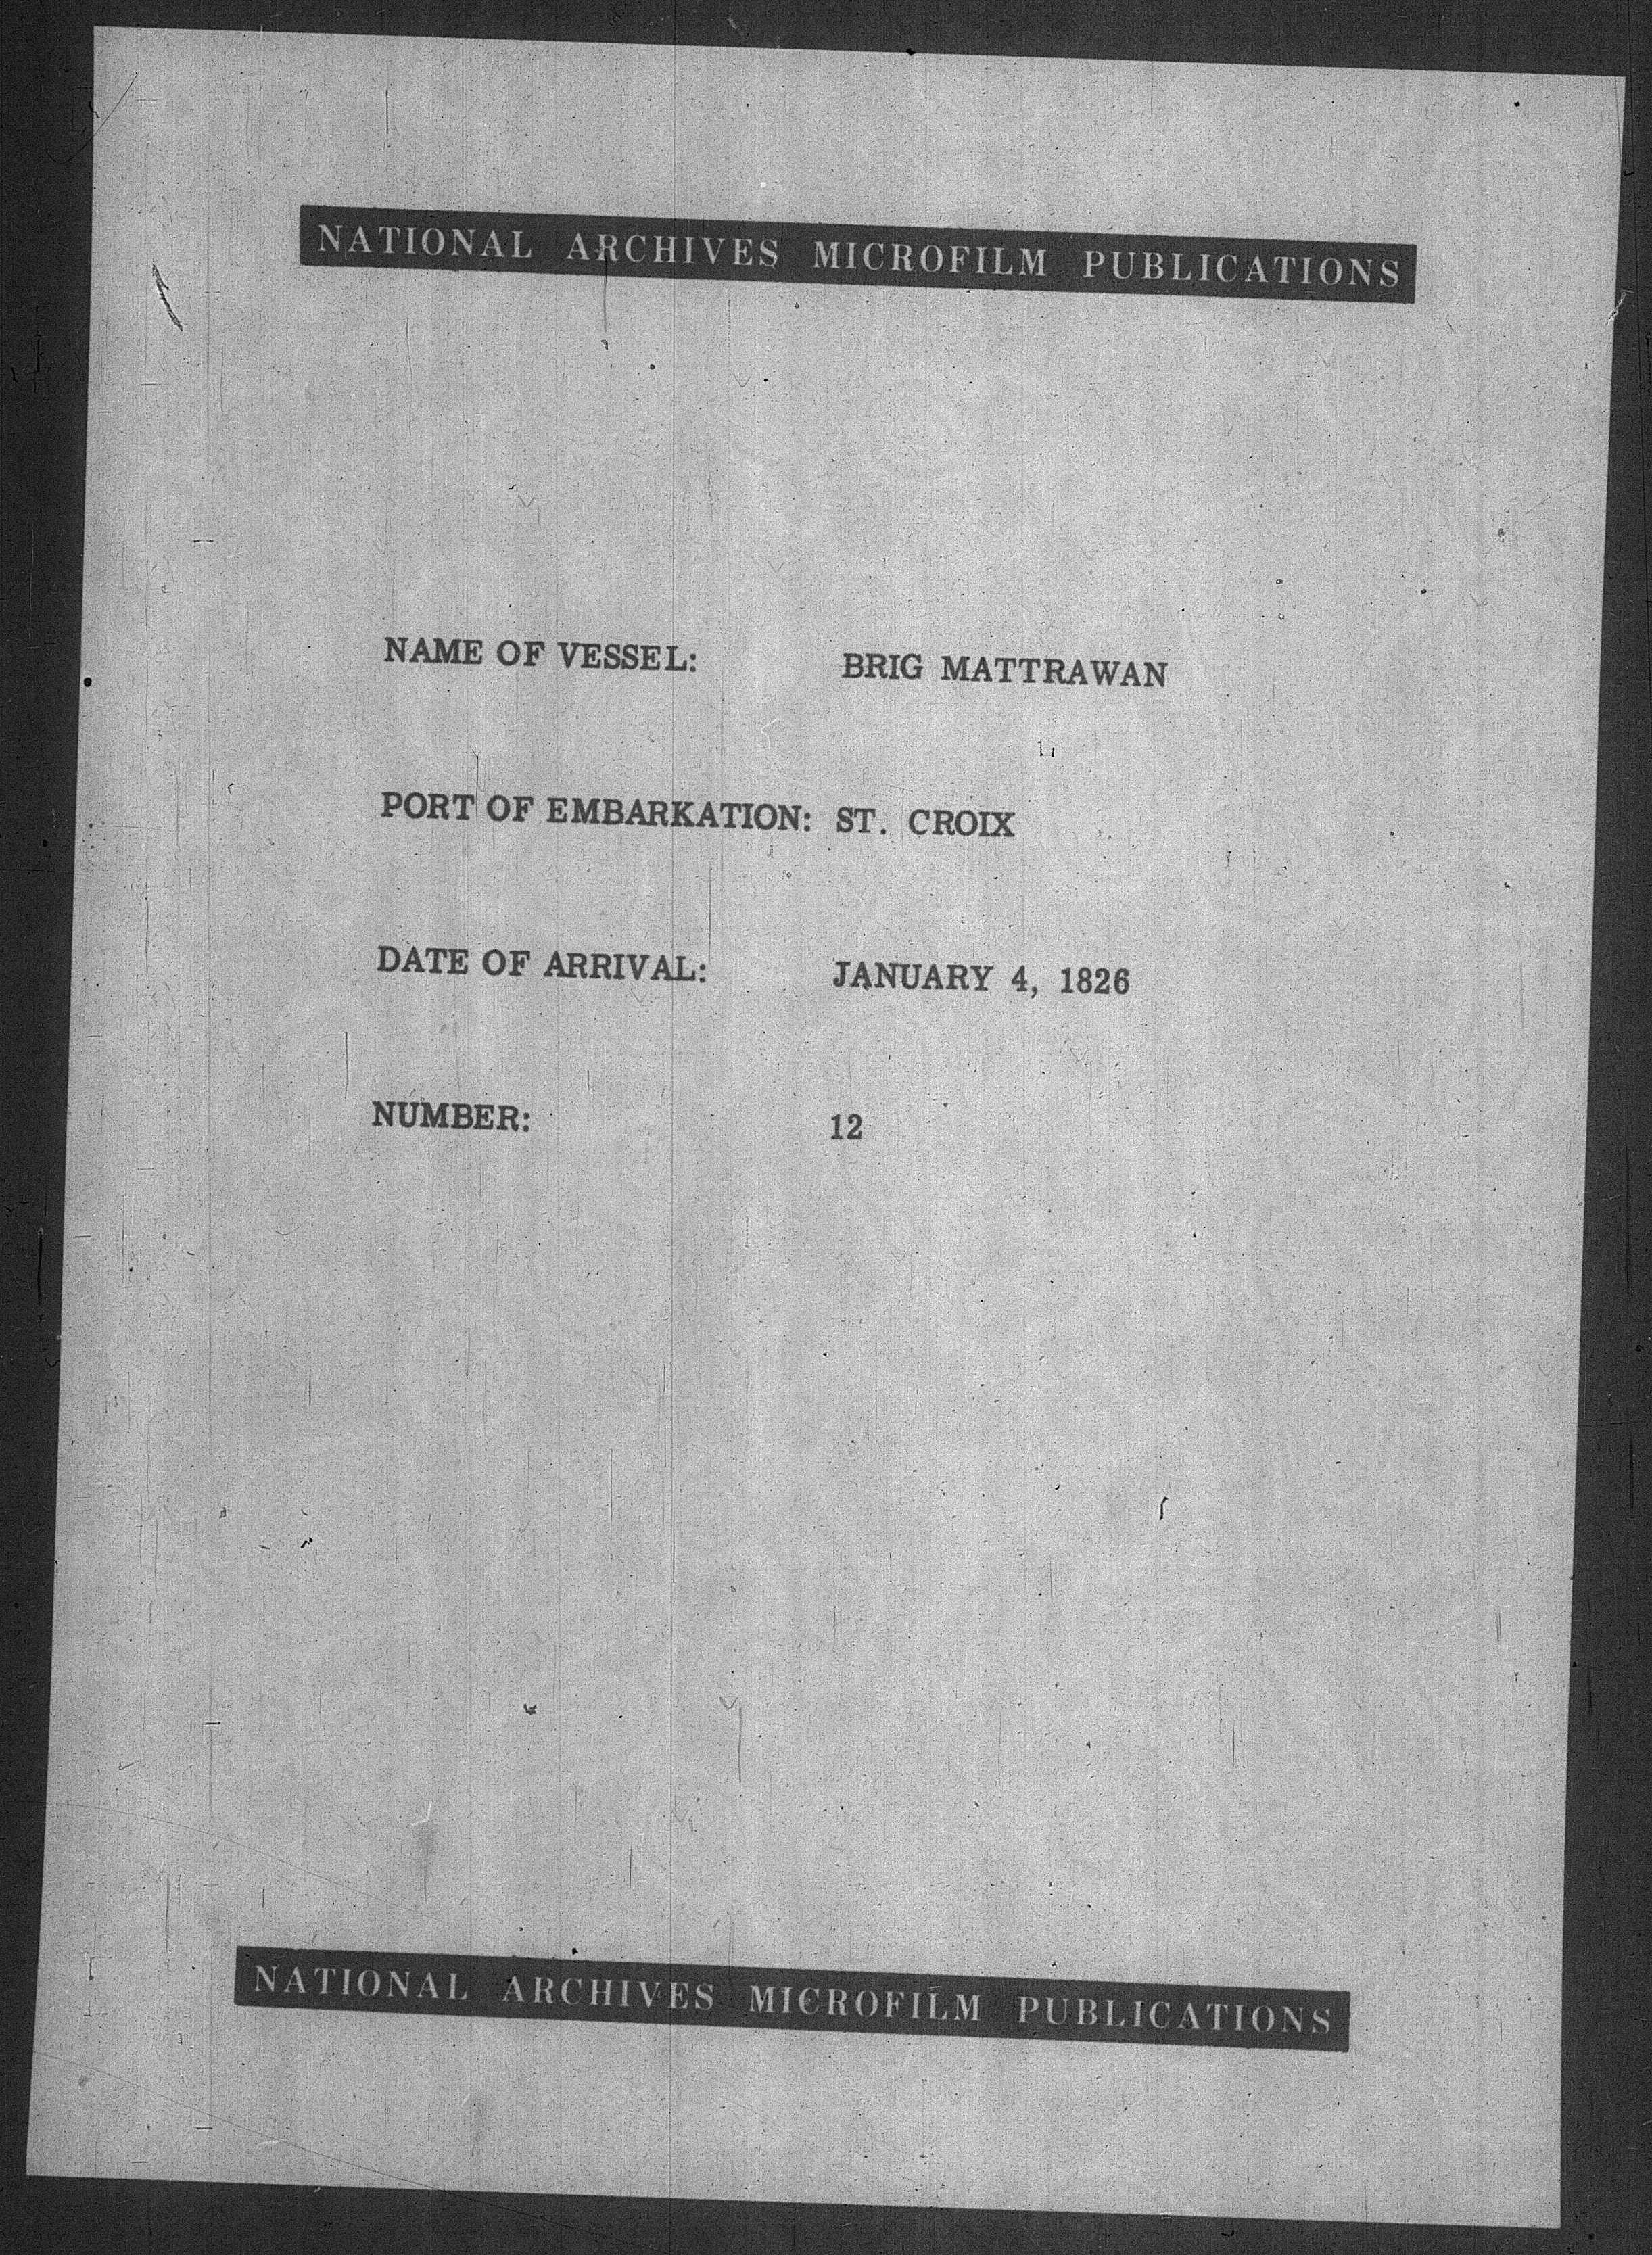 NATIONAL ARCHIVES MICROFILM PUBLICATIONS
NAME OF VESSEL: BRIG MATTRAWAN
PORT OF EMBARKATION: ST. CROIX
DATE OF ARRIVAL: JANUARY 4, 1826
NUMBER: 12
NATIONAL ARCHIVES MICROFILM PUBLICATIONS